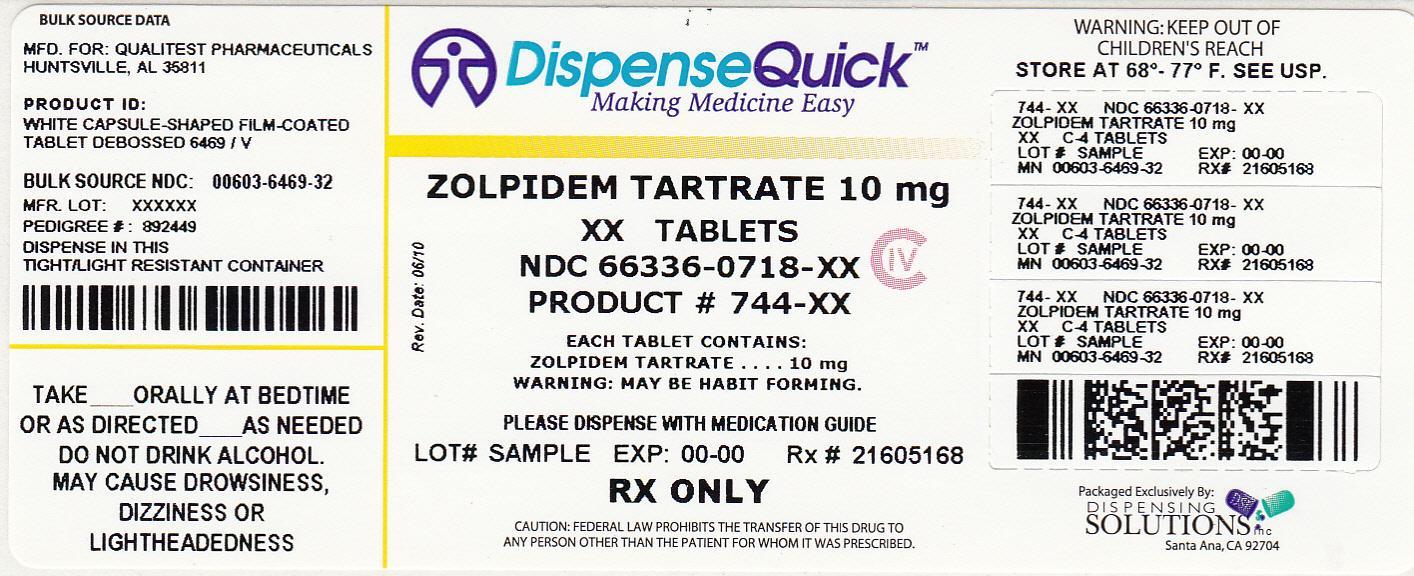 BULK SOURCE DATA
MFD. FOR: QUALITEST PHARMACEUTICALS
HUNTSVILLE, AL 35811
PRODUCT ID:
WHITE CAPSULE-SHAPED FILM-COATED
TABLET DEBOSSED 6469 / V
BULK SOURCE NDC: 00603-6469-32
MFR. LOT: XXXXXX
PEDIGREE #: 892449
DISPENSE IN THIS
TIGHT/LIGHT RESISTANT CONTAINER
TAKE ___ ORALLY AT BEDTIME
OR AS DIRECTED ___ AS NEEDED
DO NOT DRINK ALCOHOL.
MAY CAUSE DROWSINESS,
DIZZINESS OR
LIGHTHEADEDNESS
DispenseQuick™
Making Medicine Easy
ZOLPIDEM TARTRATE 10 mg
XX TABLETS
NDC 66336-0718-XX
CIV
PRODUCT # 744-XX
Rev. Date: 06/10
EACH TABLET CONTAINS:
ZOLPIDEM TARTRATE .... 10 mg
WARNING: MAY BE HABIT FORMING.
PLEASE DISPENSE WITH MEDICATION GUIDE
LOT# SAMPLE EXP: 00-00 Rx # 21605168
RX ONLY
CAUTION: FEDERAL LAW PROHIBITS THE TRANSFER OF THIS DRUG TO
ANY PERSON OTHER THAN THE PATIENT FOR WHOM IT WAS PRESCRIBED.
WARNING: KEEP OUT OF
CHILDREN'S REACH
STORE AT 68°- 77° F. SEE USP.
744- XX NDC 66336-0718- XX
ZOLPIDEM TARTRATE 10 mg
XX C-4 TABLETS
LOT # SAMPLE EXP: 00-00
MN 00603-6469-32 RX# 21605168
744- XX NDC 66336-0718- XX
ZOLPIDEM TARTRATE 10 mg
XX C-4 TABLETS
LOT # SAMPLE EXP: 00-00
MN 00603-6469-32 RX# 21605168
744- XX NDC 66336-0718- XX
ZOLPIDEM TARTRATE 10 mg
XX C-4 TABLETS
LOT # SAMPLE EXP: 00-00
MN 00603-6469-32 RX# 21605168
Packaged Exclusively By:
DISPENSING
SOLUTIONS inc
Santa Ana, CA 92704